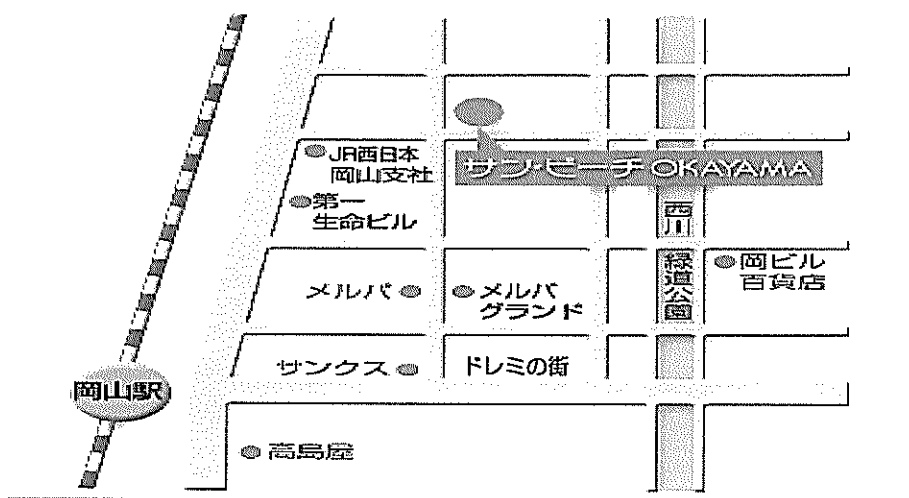 JR西日本
岡山支社
サン・ピーチ OKAYAMA
第一
生命ビル
西川
緑道公園
岡ビル
百貨店
メルパ
メルパ
グランド
サンクス
ドレミの街
岡山駅
高島屋